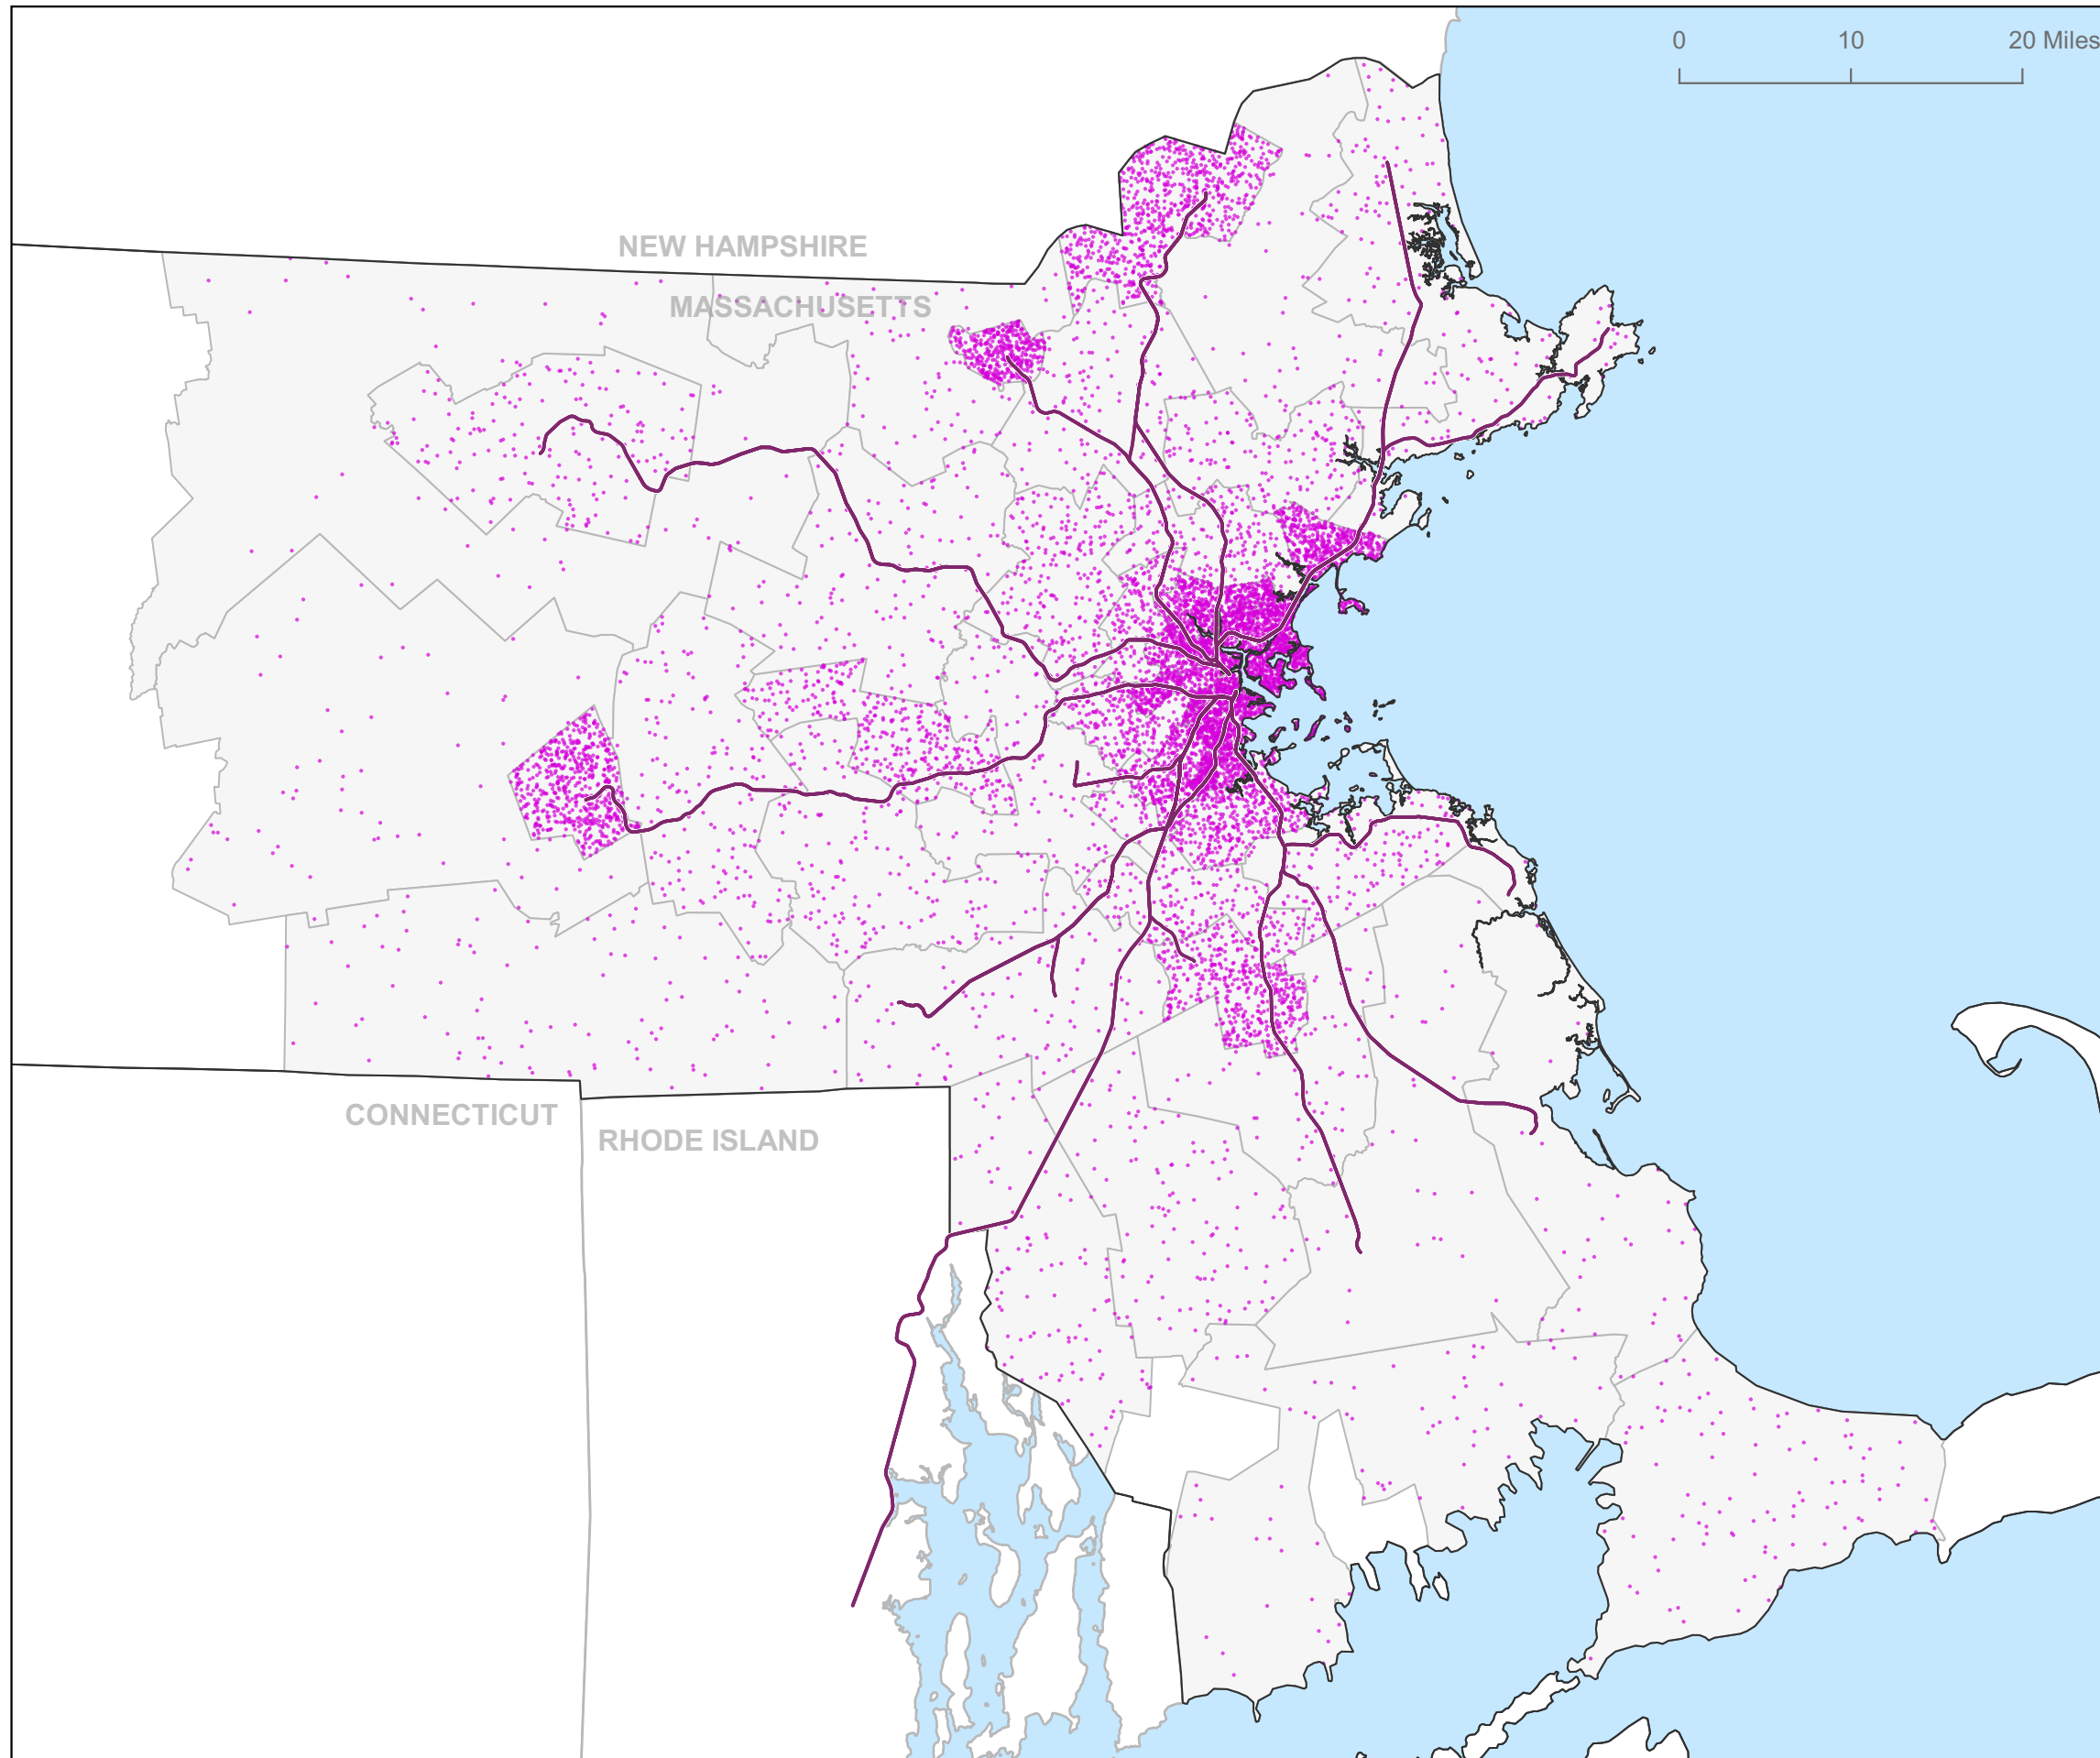 0 10 20 Miles
NEW HAMPSHIRE
MASSACHUSETTS
CONNECTICUT
RHODE ISLAND